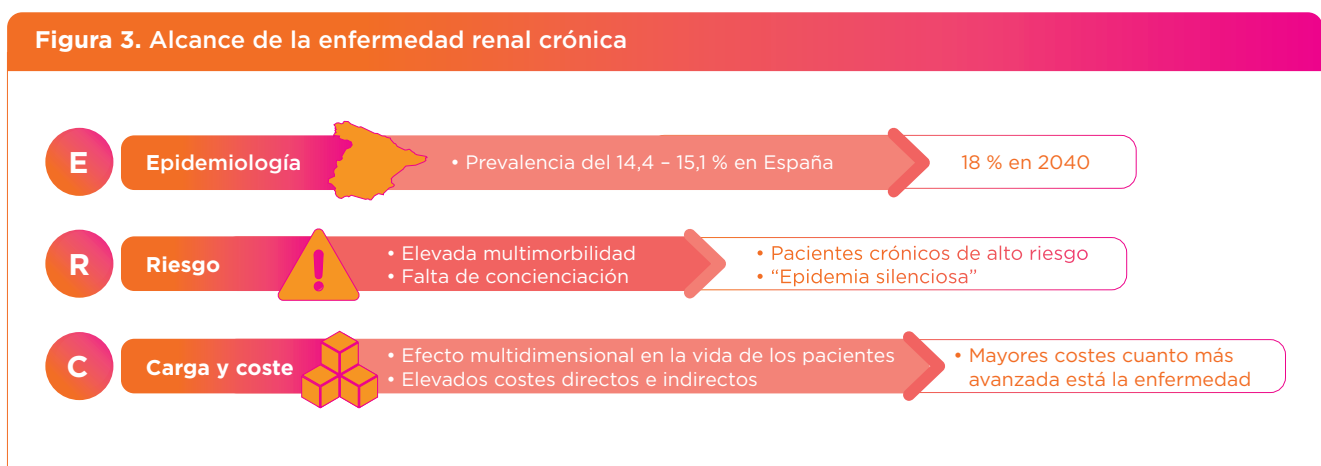 Figura 3. Alcance de la enfermedad renal crónica
E
Epidemiología
• Prevalencia del 14,4 – 15,1 % en España
18 % en 2040
R
Riesgo
!
• Elevada multimorbilidad
• Falta de concienciación
• Pacientes crónicos de alto riesgo
• “Epidemia silenciosa”
C
Carga y coste
• Efecto multidimensional en la vida de los pacientes
• Elevados costes directos e indirectos
• Mayores costes cuanto más
avanzada está la enfermedad